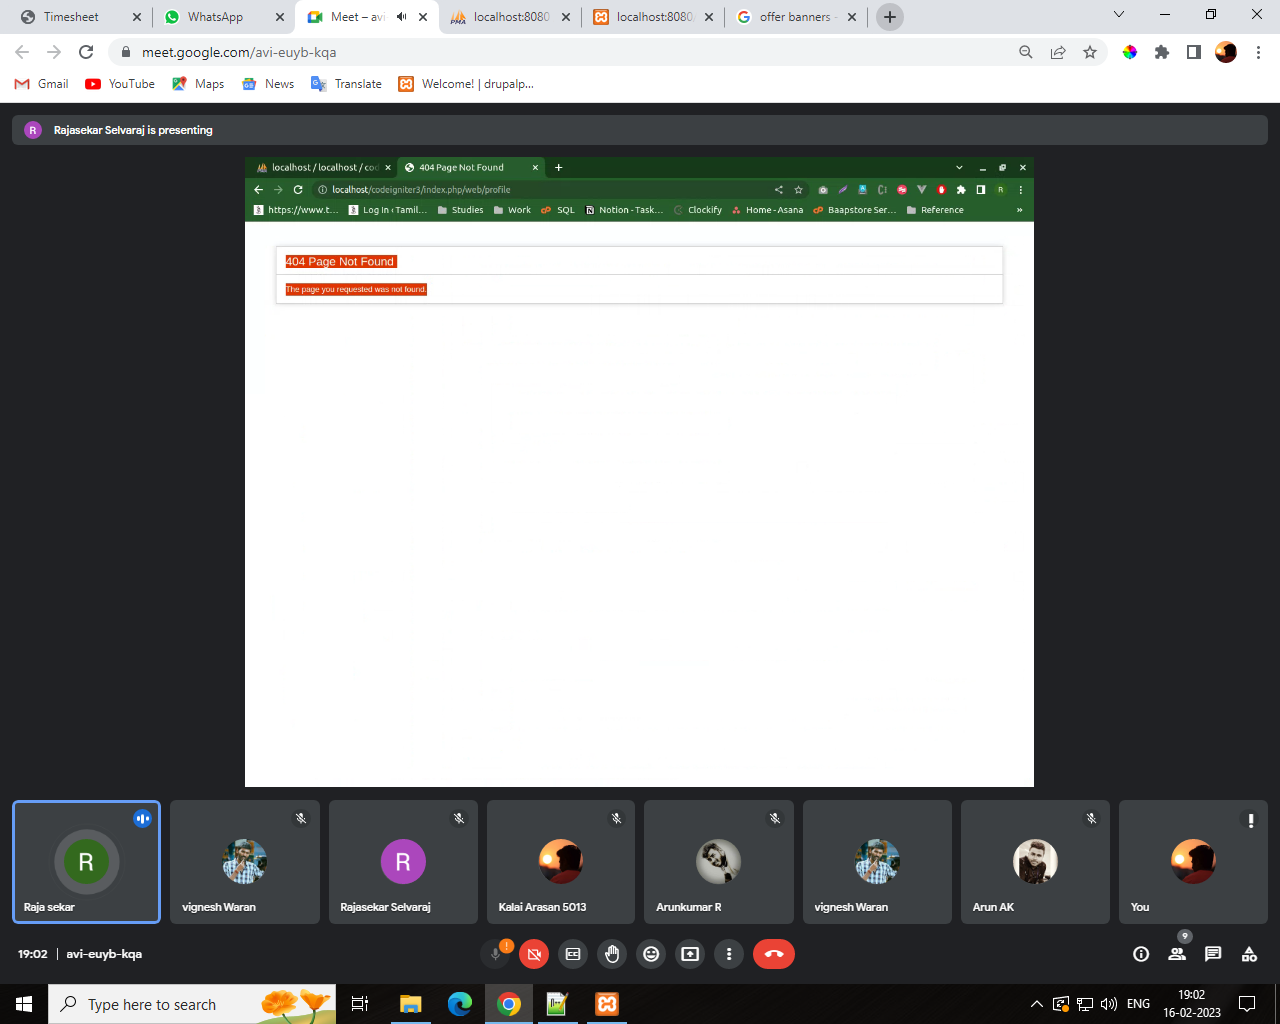 Timesheet
WhatsApp
Meet – avi
localhost:8080
localhost:8080
offer banners -
meet.google.com/avi-euyb-kqa
Gmail
YouTube
Maps
News
Translate
Welcome! | drupalp...
R
Rajasekar Selvaraj is presenting
localhost / localhost / cod
404 Page Not Found
localhost/codeigniter3/index.php/web/profile
R
https://www.t...
Log In ‹ Tamil...
Studies
Work
SQL
Notion - Task...
Clockify
Home - Asana
Baapstore Ser...
Reference
»
404 Page Not Found
The page you requested was not found.
R
Raja sekar
vignesh Waran
R
Rajasekar Selvaraj
Kalai Arasan 5013
Arunkumar R
vignesh Waran
Arun AK
You
19:02 | avi-euyb-kqa
9
Type here to search
ENG
19:02
16-02-2023